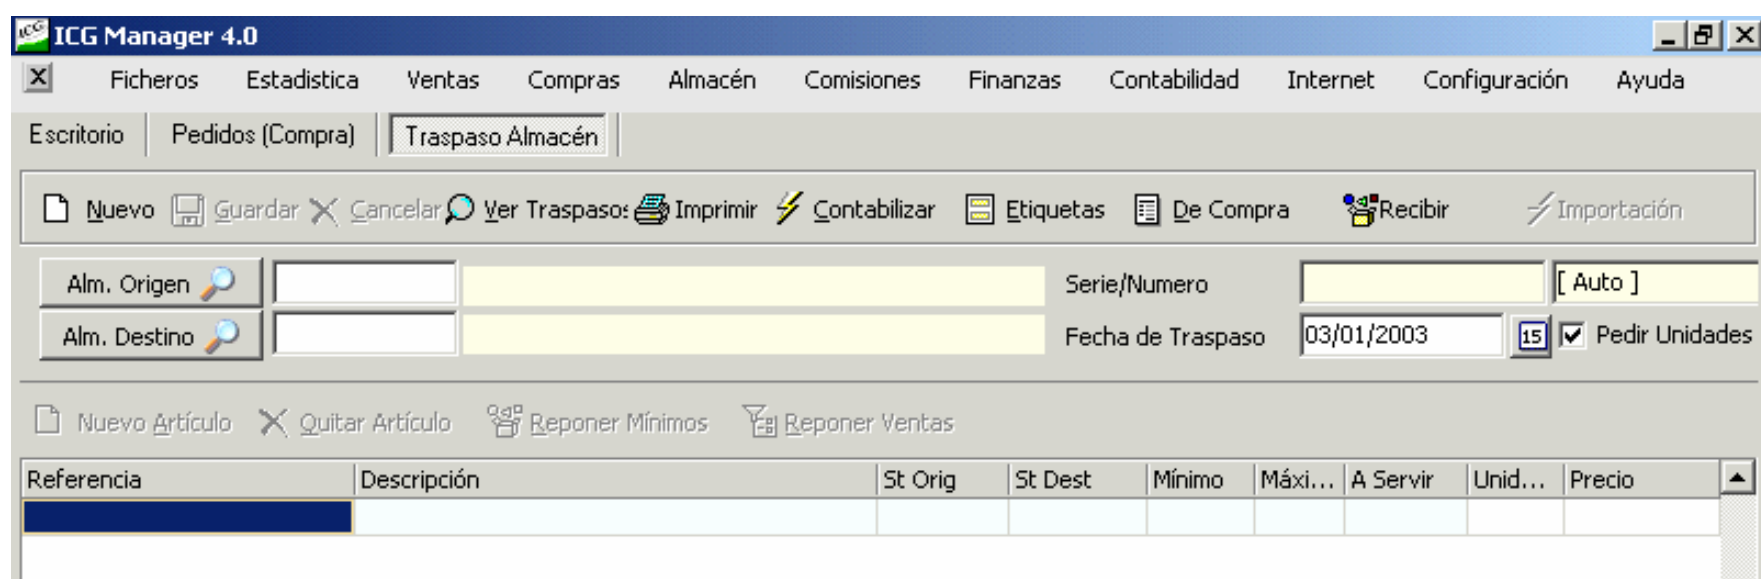 ICG ICG Manager 4.0
Ficheros Estadistica Ventas Compras Almacén Comisiones Finanzas Contabilidad Internet Configuración Ayuda
Escritorio Pedidos (Compra) Traspaso Almacén
Nuevo Guardar Cancelar Ver Traspasos Imprimir Contabilizar Etiquetas De Compra Recibir Importación
Alm. Origen Serie/Numero [ Auto ]
Alm. Destino Fecha de Traspaso 03/01/2003 15 Pedir Unidades
Nuevo Artículo Quitar Artículo Reponer Mínimos Reponer Ventas
Referencia Descripción St Orig St Dest Mínimo Máxi... A Servir Unid... Precio